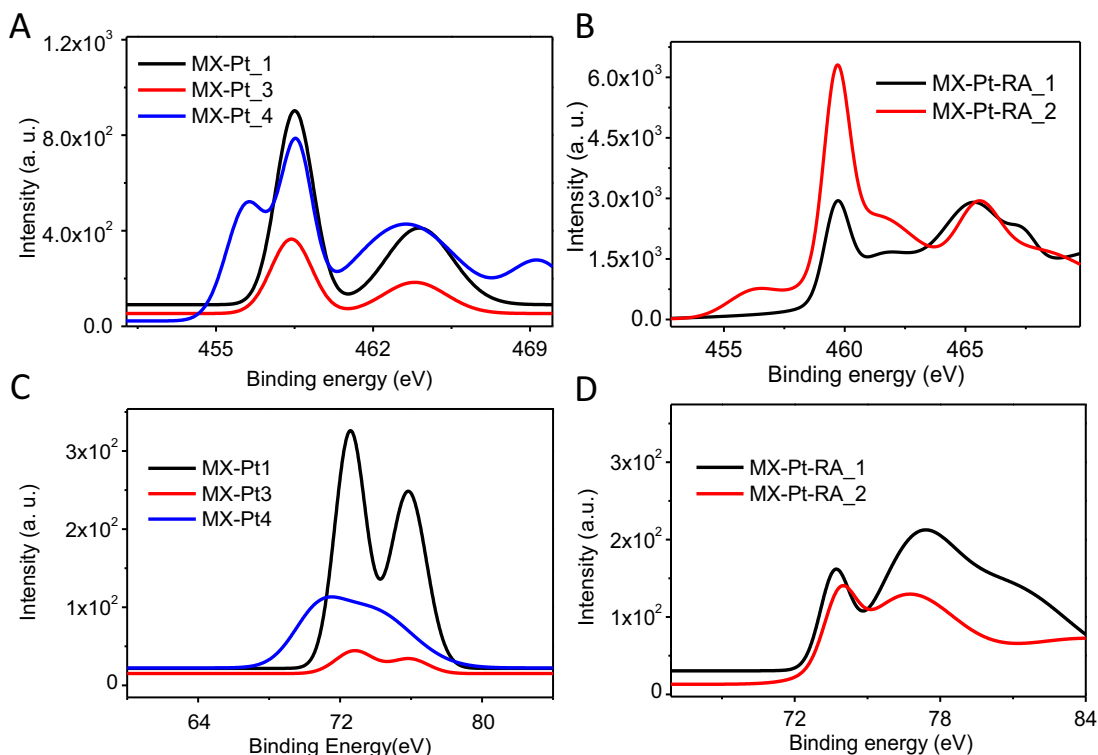 A
1.2x10³
8.0x10²
4.0x10²
0.0
Intensity (a. u.)
MX-Pt_1
MX-Pt_3
MX-Pt_4
455
462
469
Binding energy (eV)
B
6.0x10³
4.5x10³
3.0x10³
1.5x10³
0.0
Intensity (a. u.)
MX-Pt-RA_1
MX-Pt-RA_2
455
460
465
Binding energy (eV)
C
3x10²
2x10²
1x10²
0
Intensity (a. u.)
MX-Pt1
MX-Pt3
MX-Pt4
64
72
80
Binding Energy(eV)
D
3x10²
2x10²
1x10²
0
Intensity (a.u.)
MX-Pt-RA_1
MX-Pt-RA_2
72
78
84
Binding energy (eV)